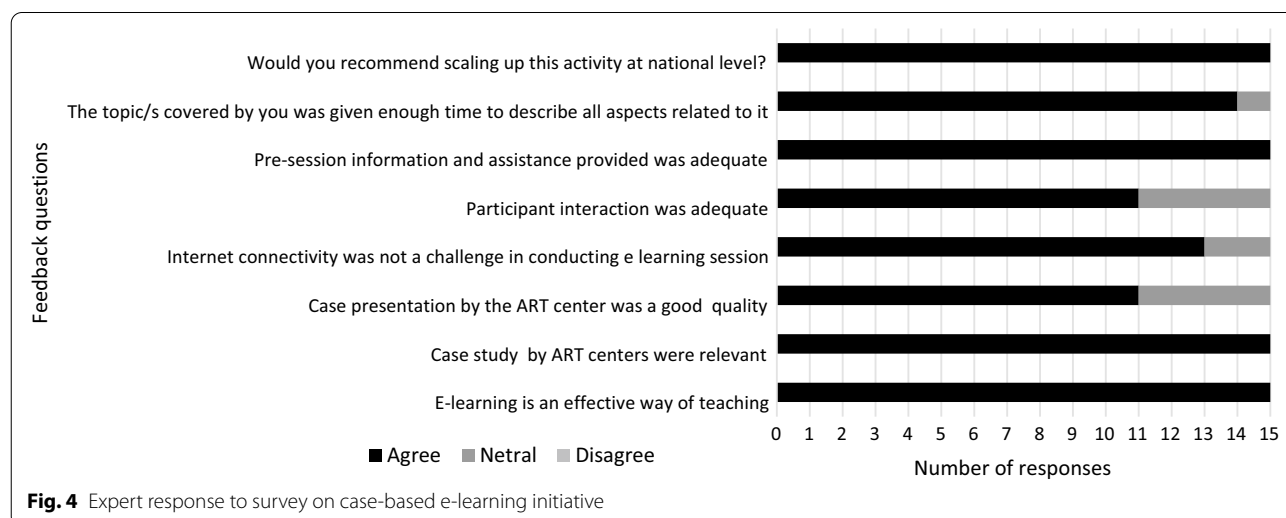 Would you recommend scaling up this activity at national level?
The topic/s covered by you was given enough time to describe all aspects related to it
Pre-session information and assistance provided was adequate
Participant interaction was adequate
Internet connectivity was not a challenge in conducting e learning session
Case presentation by the ART center was a good quality
Case study by ART centers were relevant
E-learning is an effective way of teaching
Feedback questions
0 1 2 3 4 5 6 7 8 9 10 11 12 13 14 15
Agree Netral Disagree
Number of responses
Fig. 4 Expert response to survey on case-based e-learning initiative